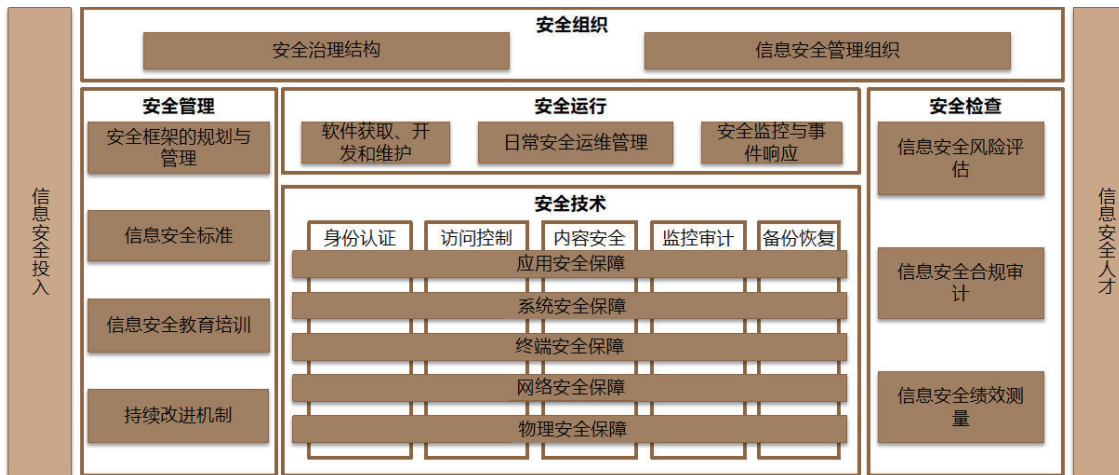 信息安全投入
安全组织
安全治理结构
信息安全管理组织
安全管理
安全框架的规划与
管理
信息安全标准
信息安全教育培训
持续改进机制
安全运行
软件获取、开
发和维护
日常安全运维管理
安全监控与事
件响应
安全技术
身份认证
访问控制
内容安全
监控审计
备份恢复
应用安全保障
系统安全保障
终端安全保障
网络安全保障
物理安全保障
安全检查
信息安全风险评
估
信息安全合规审
计
信息安全绩效测
量
信息安全人才